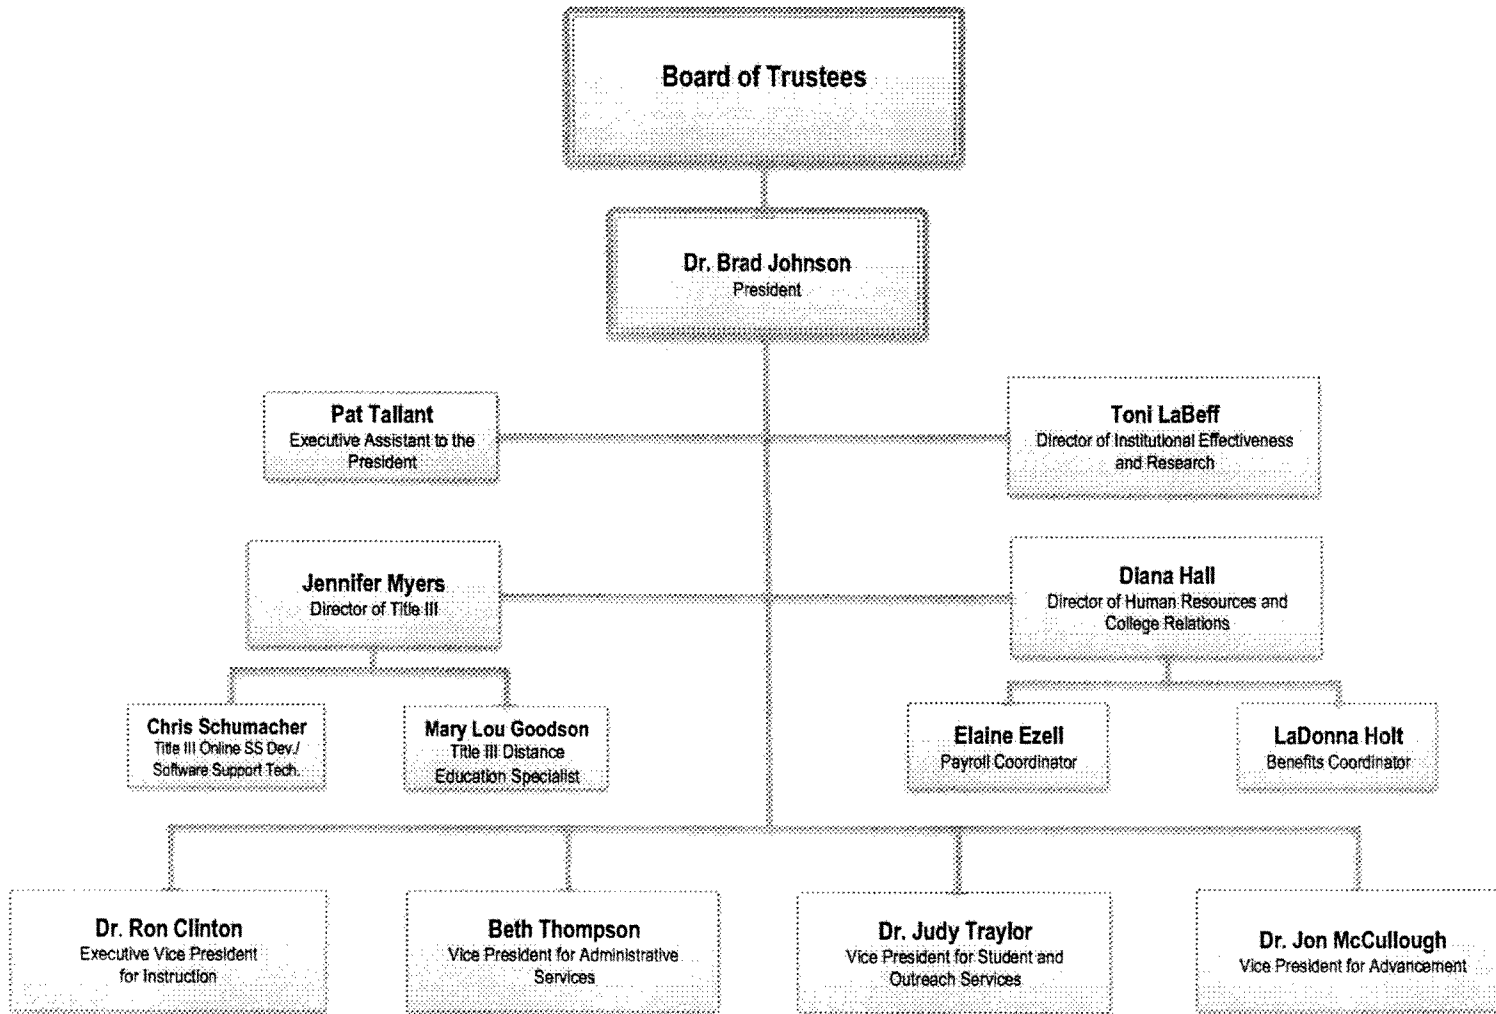 Board of Trustees
Dr. Brad Johnson
President
Pat Tallant
Executive Assistant to the
President
Toni LaBeff
Director of Institutional Effectiveness
and Research
Jennifer Myers
Director of Title III
Diana Hall
Director of Human Resources and
College Relations
Chris Schumacher
Title III Online SS Dev./
Software Support Tech.
Mary Lou Goodson
Title III Distance
Education Specialist
Elaine Ezell
Payroll Coordinator
LaDonna Holt
Benefits Coordinator
Dr. Ron Clinton
Executive Vice President
for Instruction
Beth Thompson
Vice President for Administrative
Services
Dr. Judy Traylor
Vice President for Student and
Outreach Services
Dr. Jon McCullough
Vice President for Advancement